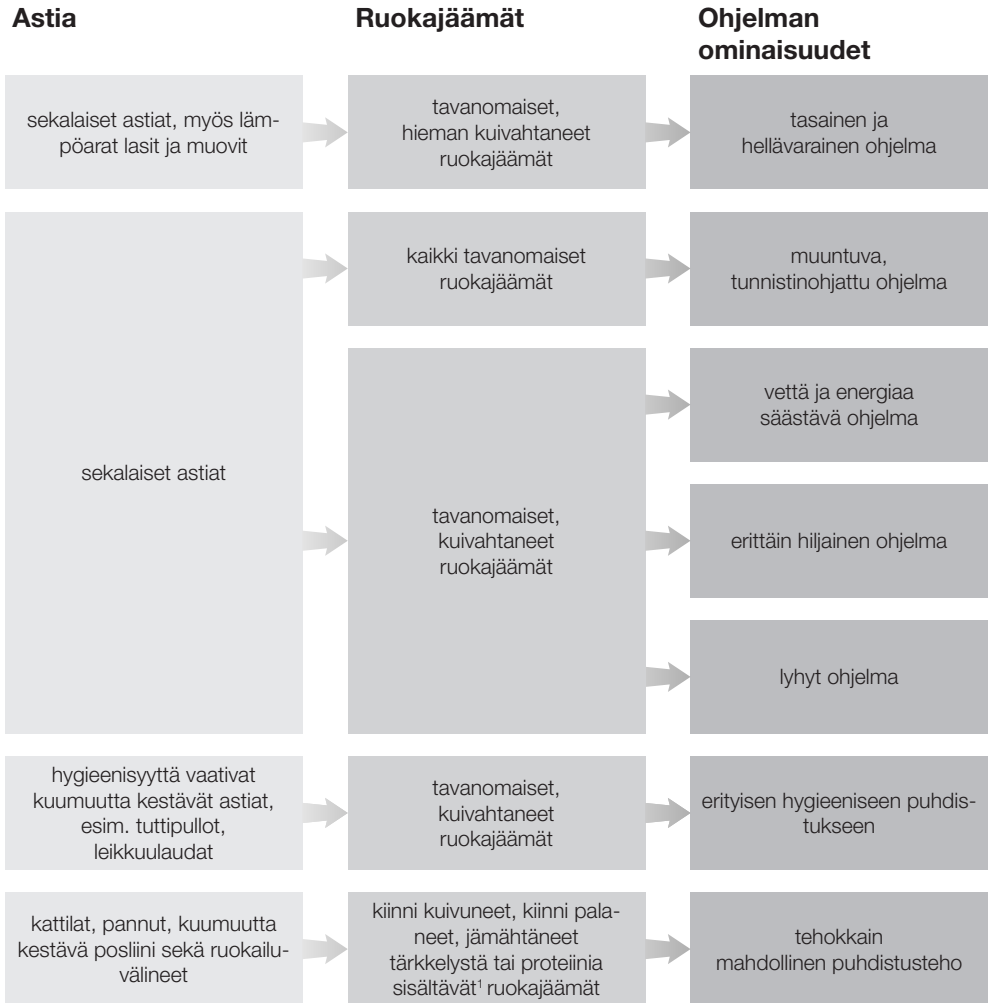 Astia
Ruokajäämät
Ohjelman
ominaisuudet
sekalaiset astiat, myös läm-
pöarat lasit ja muovit
tavanomaiset,
hieman kuivahtaneet
ruokajäämät
tasainen ja
hellävarainen ohjelma
sekalaiset astiat
kaikki tavanomaiset
ruokajäämät
muuntuva,
tunnistinohjattu ohjelma
tavanomaiset,
kuivahtaneet
ruokajäämät
vettä ja energiaa
säästävä ohjelma
erittäin hiljainen ohjelma
lyhyt ohjelma
hygieenisyyttä vaativat
kuumuutta kestävät astiat,
esim. tuttipullot,
leikkuulaudat
tavanomaiset,
kuivahtaneet
ruokajäämät
erityisen hygieeniseen puhdis-
tukseen
kattilat, pannut, kuumuutta
kestävä posliini sekä ruokailu-
välineet
kiinni kuivuneet, kiinni pala-
neet, jämähtäneet
tärkkelystä tai proteiinia
sisältävät¹ ruokajäämät
tehokkain
mahdollinen puhdistusteho